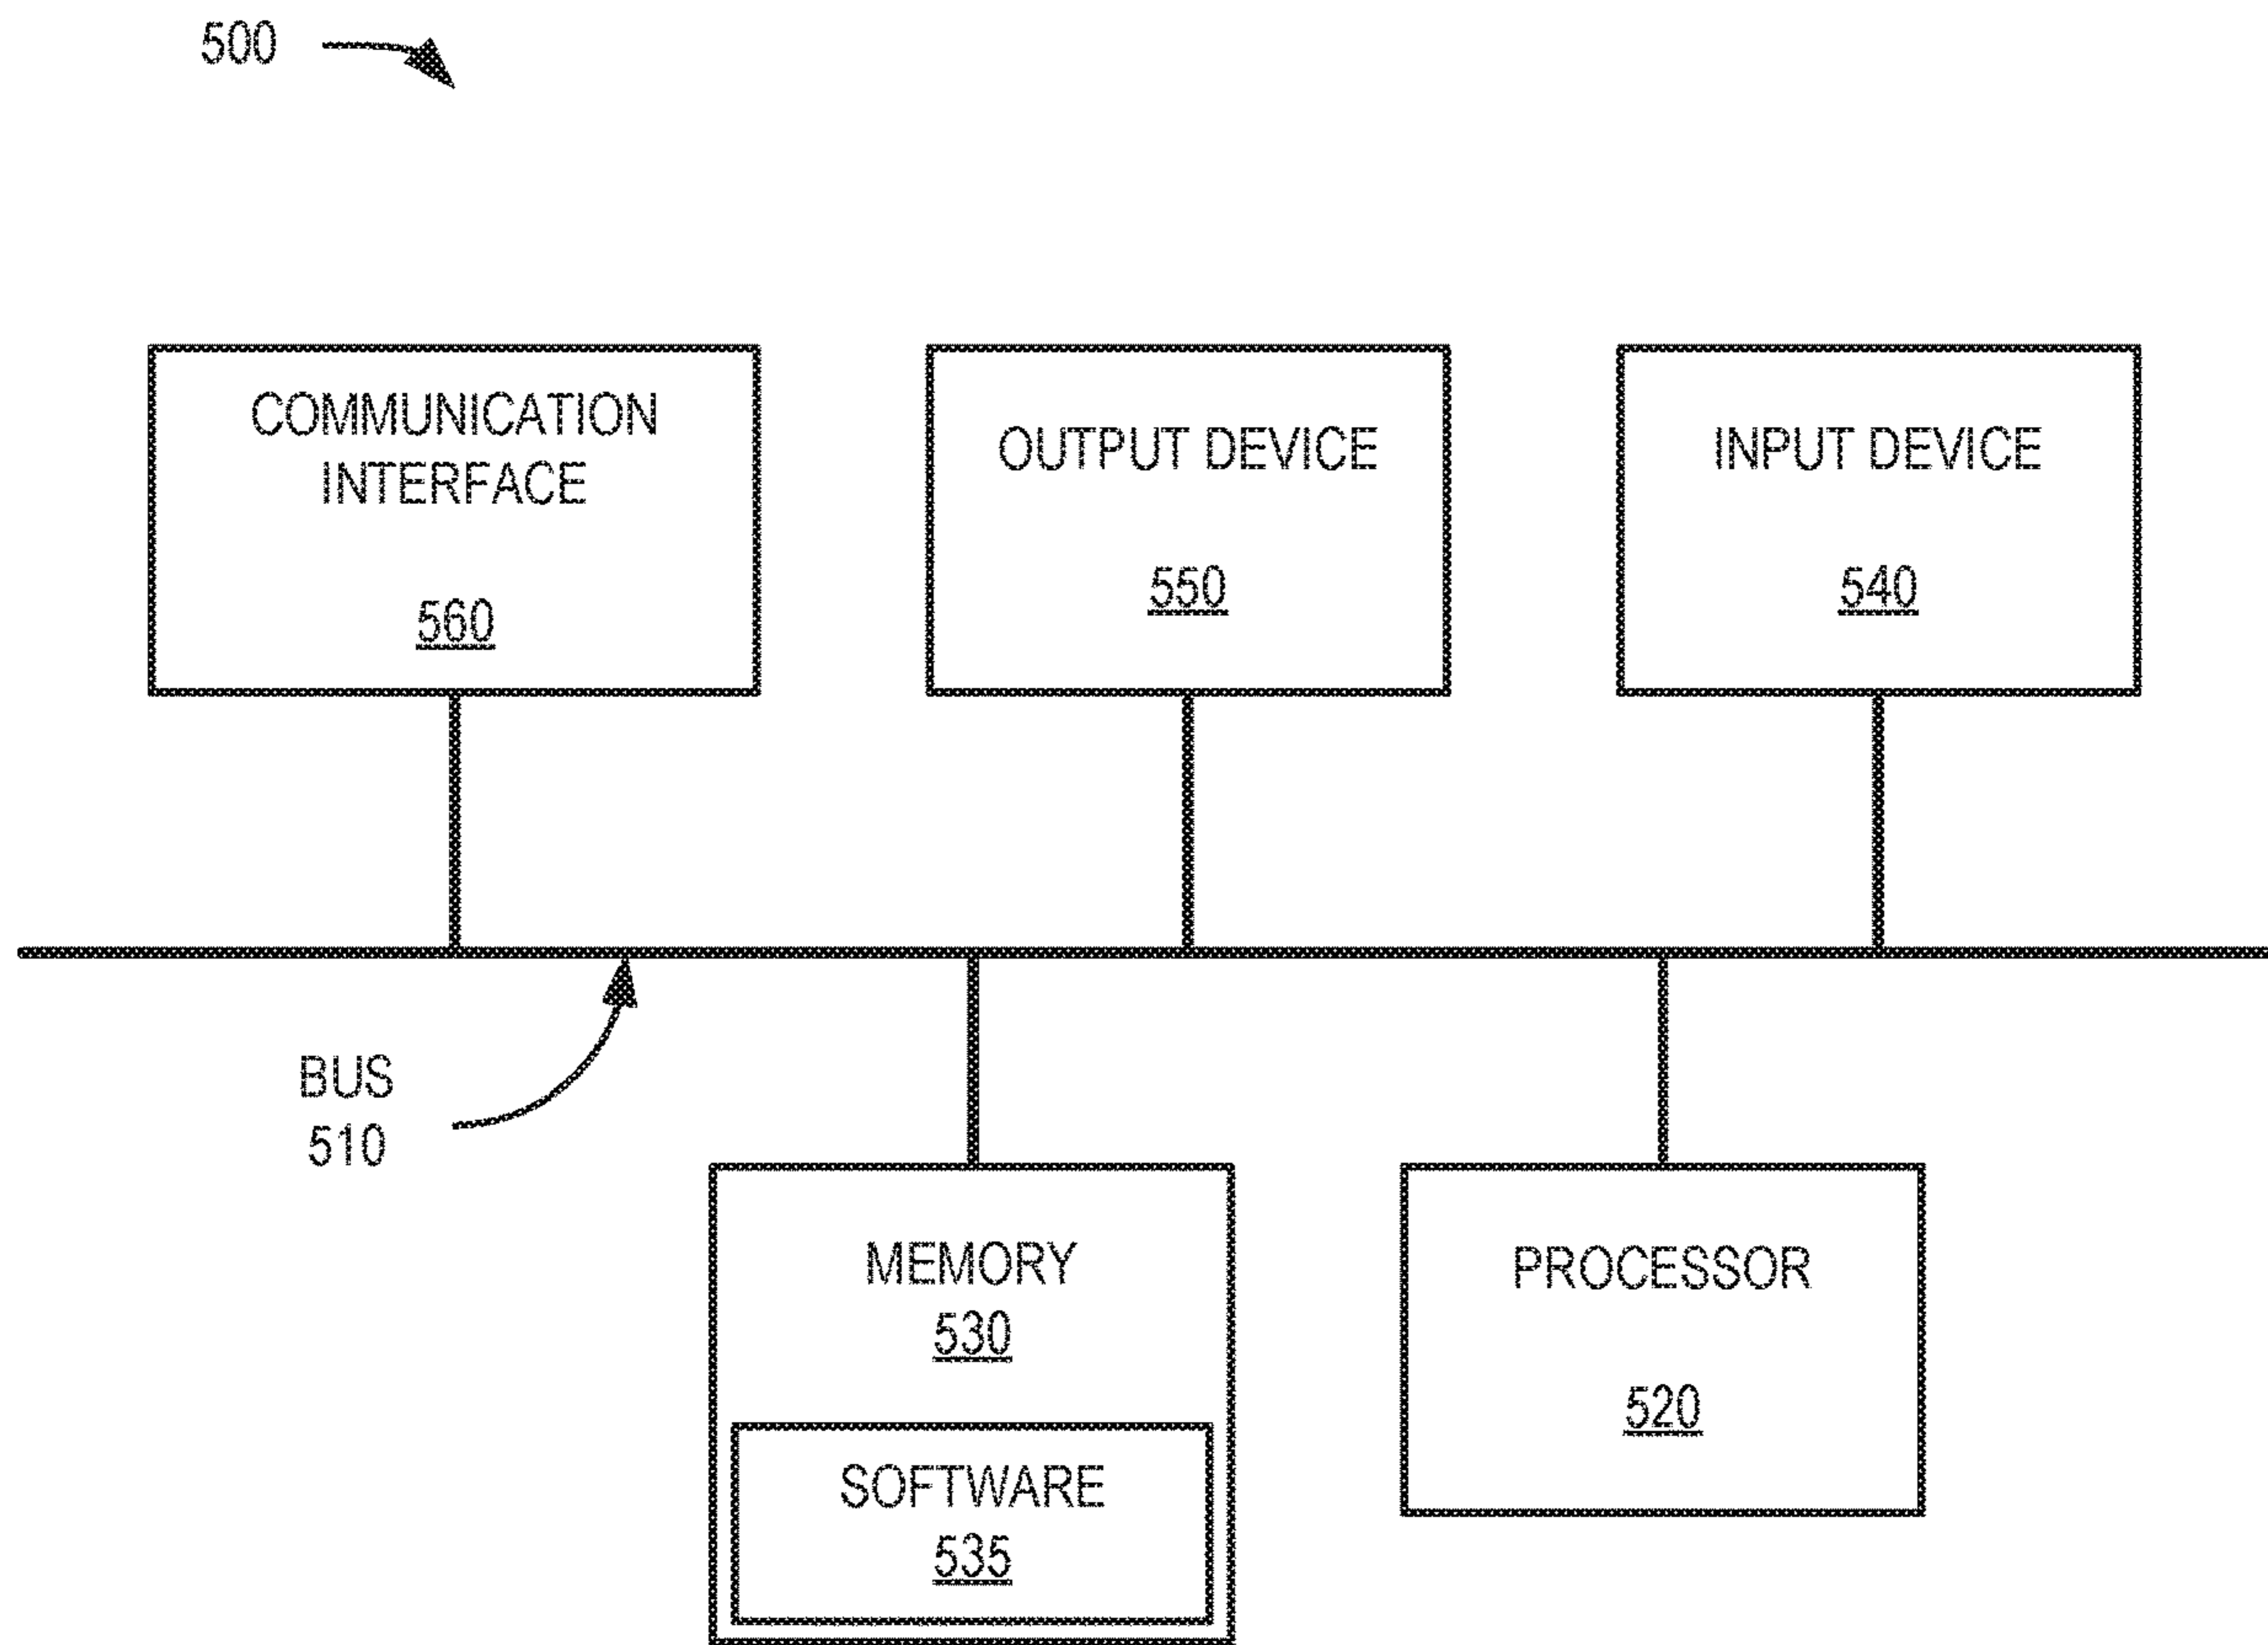 500
COMMUNICATION
INTERFACE
560
OUTPUT DEVICE
550
INPUT DEVICE
540
BUS
510
MEMORY
530
SOFTWARE
535
PROCESSOR
520